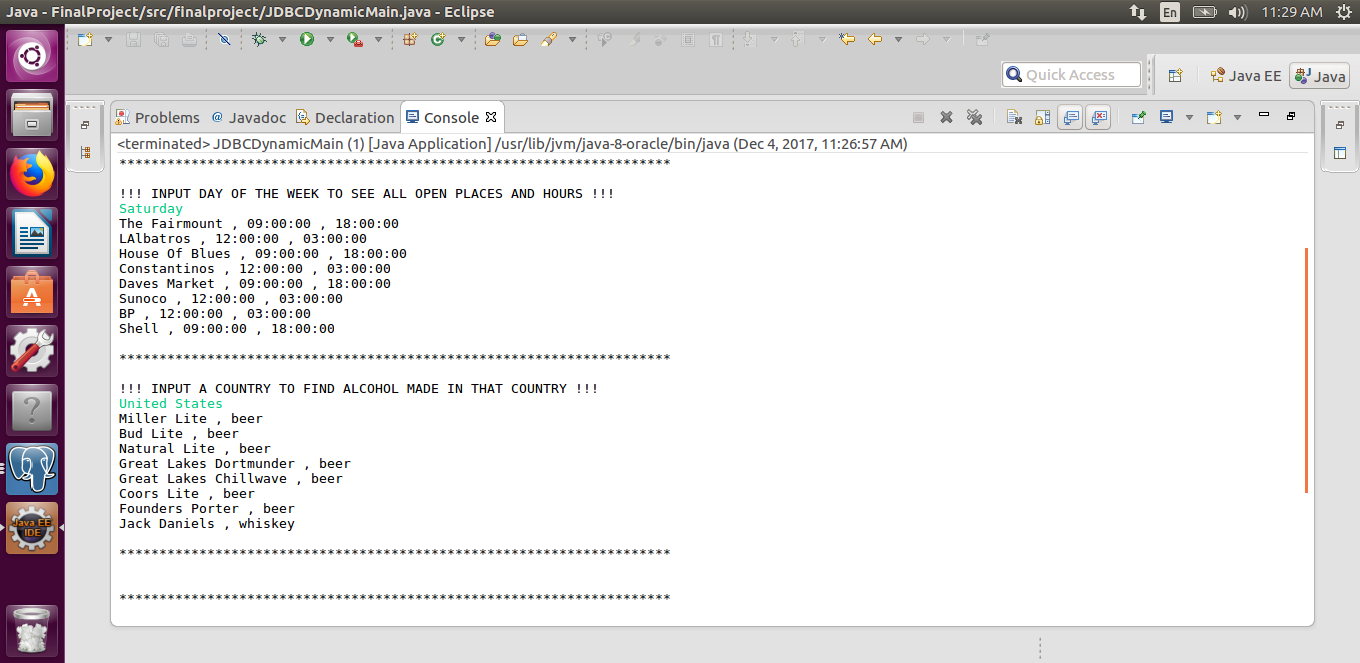 Java - FinalProject/src/finalproject/JDBCDynamicMain.java - Eclipse
En
11:29 AM
Quick Access
Java EE
Java
Problems
@ Javadoc
Declaration
Console
<terminated> JDBCDynamicMain (1) [Java Application] /usr/lib/jvm/java-8-oracle/bin/java (Dec 4, 2017, 11:26:57 AM)
*********************************************************************
!!! INPUT DAY OF THE WEEK TO SEE ALL OPEN PLACES AND HOURS !!!
Saturday
The Fairmount , 09:00:00 , 18:00:00
LAlbatros , 12:00:00 , 03:00:00
House Of Blues , 09:00:00 , 18:00:00
Constantinos , 12:00:00 , 03:00:00
Daves Market , 09:00:00 , 18:00:00
Sunoco , 12:00:00 , 03:00:00
BP , 12:00:00 , 03:00:00
Shell , 09:00:00 , 18:00:00
*********************************************************************
!!! INPUT A COUNTRY TO FIND ALCOHOL MADE IN THAT COUNTRY !!!
United States
Miller Lite , beer
Bud Lite , beer
Natural Lite , beer
Great Lakes Dortmunder , beer
Great Lakes Chillwave , beer
Coors Lite , beer
Founders Porter , beer
Jack Daniels , whiskey
*********************************************************************
*********************************************************************
Java EE
IDE